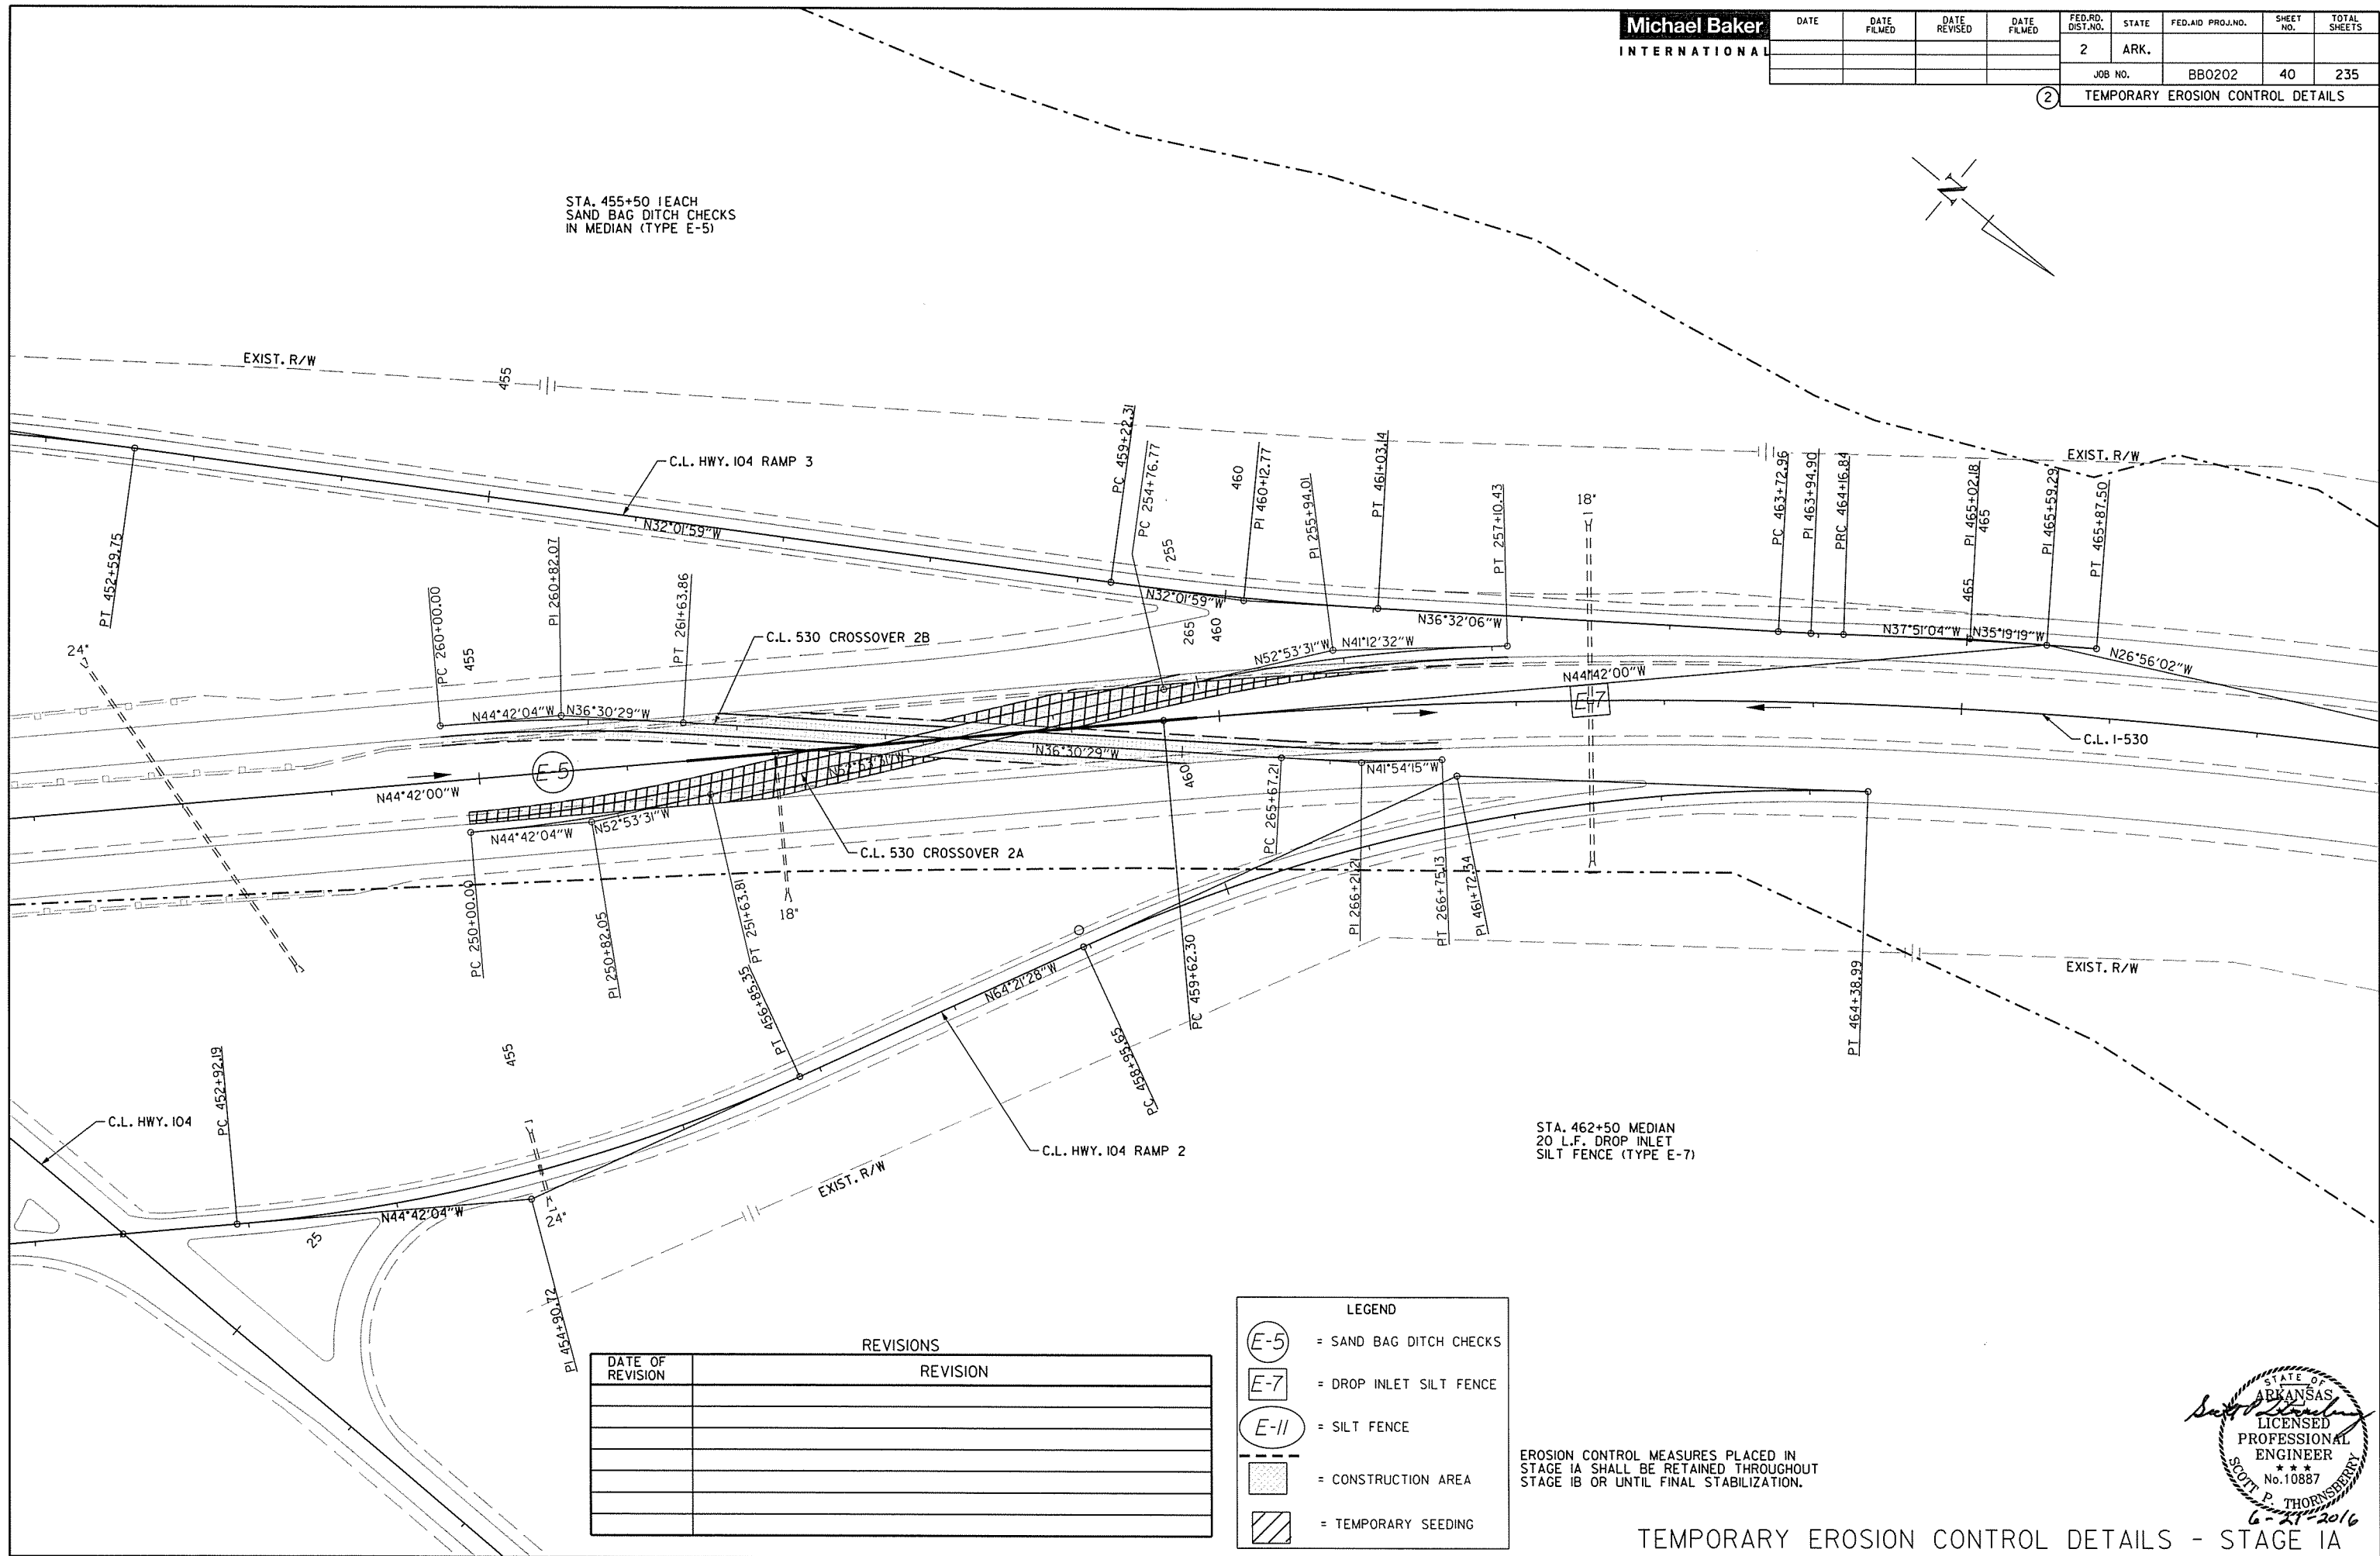 Michael Baker
INTERNATIONAL
DATE
DATE FILMED
DATE REVISED
DATE FILMED
FED.RD. DIST.NO.
STATE
FED.AID PROJ.NO.
SHEET NO.
TOTAL SHEETS
2
ARK.
JOB NO.
BB0202
40
235
2
TEMPORARY EROSION CONTROL DETAILS
N
STA. 455+50 1 EACH
SAND BAG DITCH CHECKS
IN MEDIAN (TYPE E-5)
EXIST. R/W
455
C.L. HWY. 104 RAMP 3
N32°01'59"W
PT 452+59.75
PC 459+22.31
PC 254+76.77
255
460
PI 460+12.77
PI 255+94.01
PT 461+03.14
PT 257+10.43
18"
PC 463+72.96
PI 463+94.90
PRC 464+16.84
PI 465+02.18
465
PI 465+59.29
PT 465+87.50
EXIST. R/W
24"
PC 260+00.00
455
PI 260+82.07
PT 261+63.86
C.L. 530 CROSSOVER 2B
N32°01'59"W
265
460
N52°53'31"W
N41°12'32"W
N36°32'06"W
465
N37°51'04"W
N35°19'19"W
N26°56'02"W
N44°42'00"W
E-7
N44°42'04"W
N36°30'29"W
E-5
N44°42'00"W
N52°53'31"W
N36°30'29"W
460
N41°54'15"W
C.L. I-530
N44°42'04"W
N52°53'31"W
C.L. 530 CROSSOVER 2A
18"
PC 250+00.00
PI 250+82.05
PT 251+63.81
PT 456+85.35
PC 265+67.21
PI 266+21.21
PT 266+75.13
PI 461+72.34
PC 459+62.30
N64°21'28"W
PC 458+95.65
PT 464+38.99
EXIST. R/W
C.L. HWY. 104
PC 452+92.19
455
C.L. HWY. 104 RAMP 2
EXIST. R/W
N44°42'04"W
24"
25
PI 454+90.72
STA. 462+50 MEDIAN
20 L.F. DROP INLET
SILT FENCE (TYPE E-7)
REVISIONS
DATE OF REVISION
REVISION
LEGEND
E-5 = SAND BAG DITCH CHECKS
E-7 = DROP INLET SILT FENCE
E-11 = SILT FENCE
= CONSTRUCTION AREA
= TEMPORARY SEEDING
EROSION CONTROL MEASURES PLACED IN
STAGE 1A SHALL BE RETAINED THROUGHOUT
STAGE 1B OR UNTIL FINAL STABILIZATION.
STATE OF
ARKANSAS
LICENSED
PROFESSIONAL
ENGINEER
★ ★ ★
No.10887
SCOTT P. THORNSBERRY
6-27-2016
TEMPORARY EROSION CONTROL DETAILS - STAGE 1A